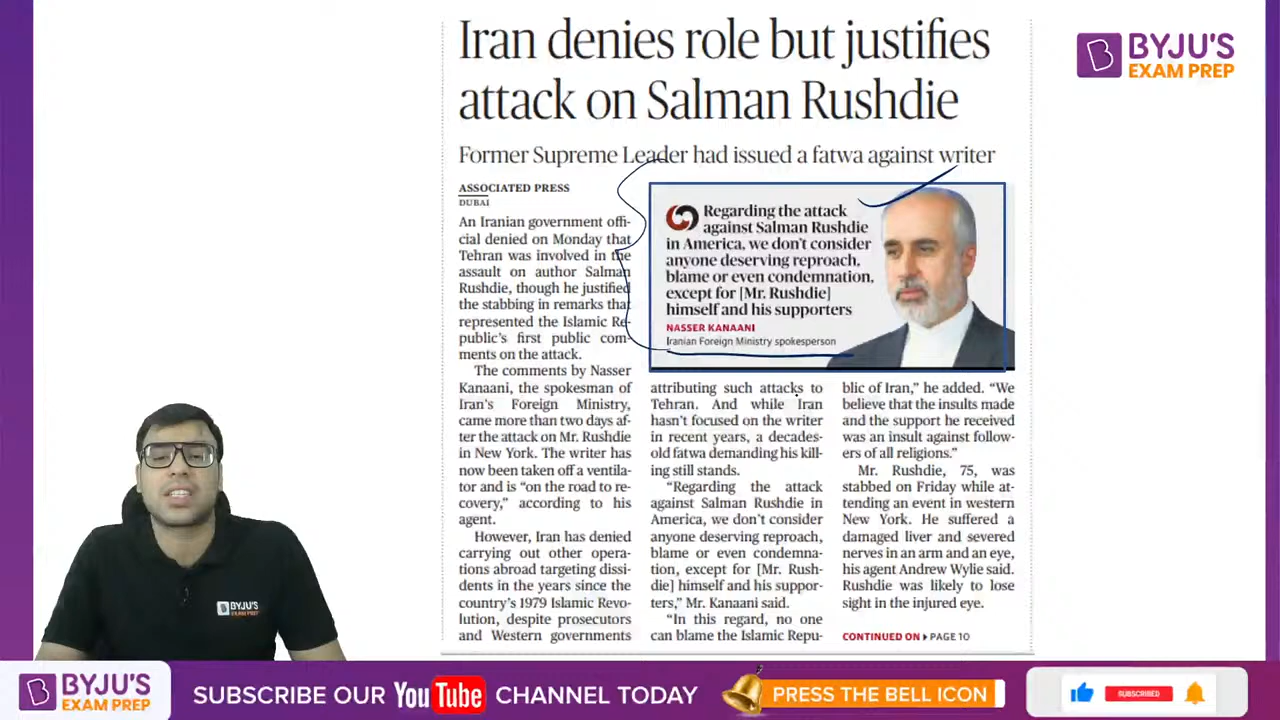 Iran denies role but justifies
attack on Salman Rushdie
Former Supreme Leader had issued a fatwa against writer
ASSOCIATED PRESS
DUBAI
An Iranian government offi-
cial denied on Monday that
Tehran was involved in the
assault on author Salman
Rushdie, though he justified
the stabbing in remarks that
represented the Islamic Re-
public's first public com-
ments on the attack.
The comments by Nasser
Kanaani, the spokesman of
Iran's Foreign Ministry,
came more than two days af-
ter the attack on Mr. Rushdie
in New York. The writer has
now been taken off a ventila-
tor and is “on the road to re-
covery,” according to his
agent.
However, Iran has denied
carrying out other opera-
tions abroad targeting dissi-
dents in the years since the
country's 1979 Islamic Revo-
lution, despite prosecutors
and Western governments
Regarding the attack
against Salman Rushdie
in America, we don't consider
anyone deserving reproach,
blame or even condemnation,
except for [Mr. Rushdie]
himself and his supporters
NASSER KANAANI
Iranian Foreign Ministry spokesperson
attributing such attacks to
Tehran. And while Iran
hasn't focused on the writer
in recent years, a decades-
old fatwa demanding his kill-
ing still stands.
“Regarding the attack
against Salman Rushdie in
America, we don't consider
anyone deserving reproach,
blame or even condemna-
tion, except for [Mr. Rush-
die] himself and his suppor-
ters,” Mr. Kanaani said.
“In this regard, no one
can blame the Islamic Repu-
blic of Iran,” he added. “We
believe that the insults made
and the support he received
was an insult against follow-
ers of all religions.”
Mr. Rushdie, 75, was
stabbed on Friday while at-
tending an event in western
New York. He suffered a
damaged liver and severed
nerves in an arm and an eye,
his agent Andrew Wylie said.
Rushdie was likely to lose
sight in the injured eye.
CONTINUED ON PAGE 10
BYJU'S
EXAM PREP
BYJU'S
EXAM PREP
BYJU'S
EXAM PREP
SUBSCRIBE OUR YouTube CHANNEL TODAY
PRESS THE BELL ICON
SUBSCRIBED